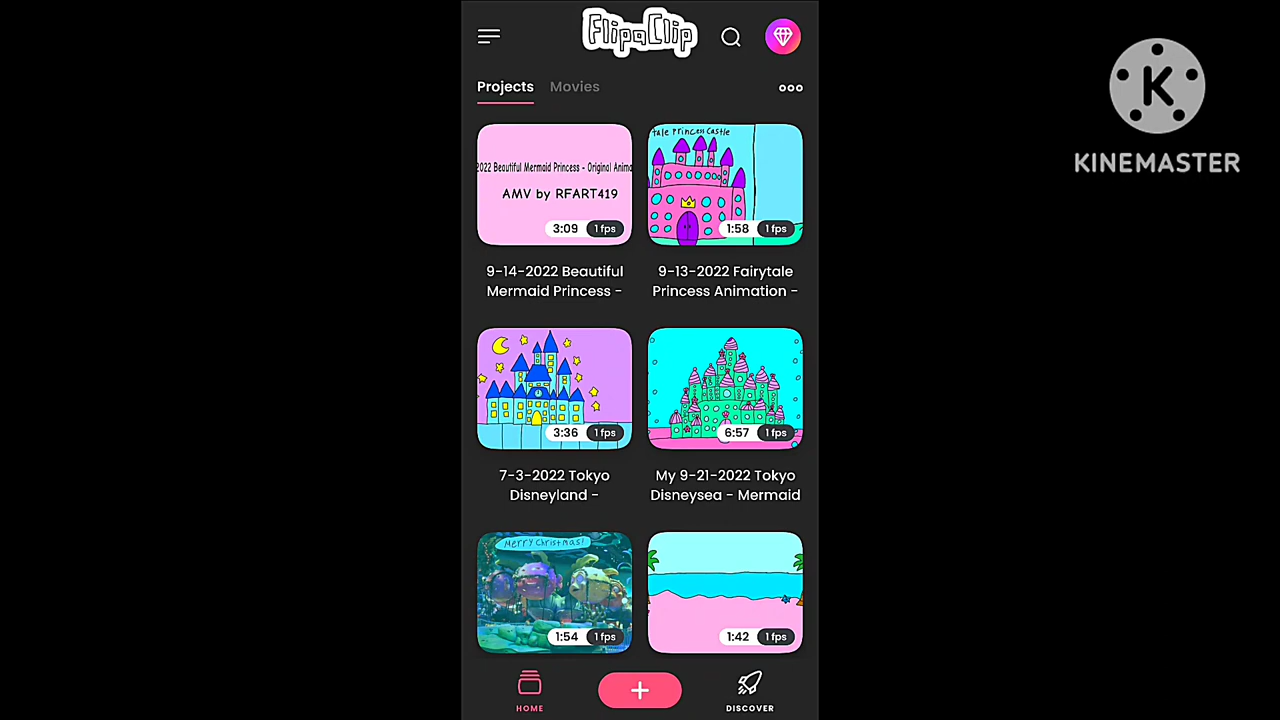 FlipaClip
Projects Movies
2022 Beautiful Mermaid Princess - Original Anima
AMV by RFART419
3:09 1 fps
tale Princess Castle
1:58 1 fps
9-14-2022 Beautiful
Mermaid Princess -
9-13-2022 Fairytale
Princess Animation -
3:36 1 fps
6:57 1 fps
7-3-2022 Tokyo
Disneyland -
My 9-21-2022 Tokyo
Disneysea - Mermaid
Merry Christmas!
1:54 1 fps
1:42 1 fps
HOME
DISCOVER
K
KINEMASTER